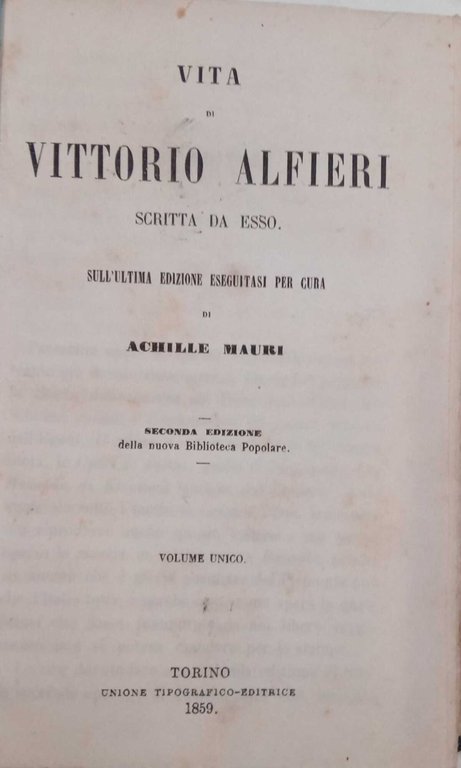 VITA
DI
VITTORIO ALFIERI
SCRITTA DA ESSO.
SULL'ULTIMA EDIZIONE ESEGUITASI PER CURA
DI
ACHILLE MAURI
SECONDA EDIZIONE
della nuova Biblioteca Popolare.
VOLUME UNICO.
TORINO
UNIONE TIPOGRAFICO-EDITRICE
1859.